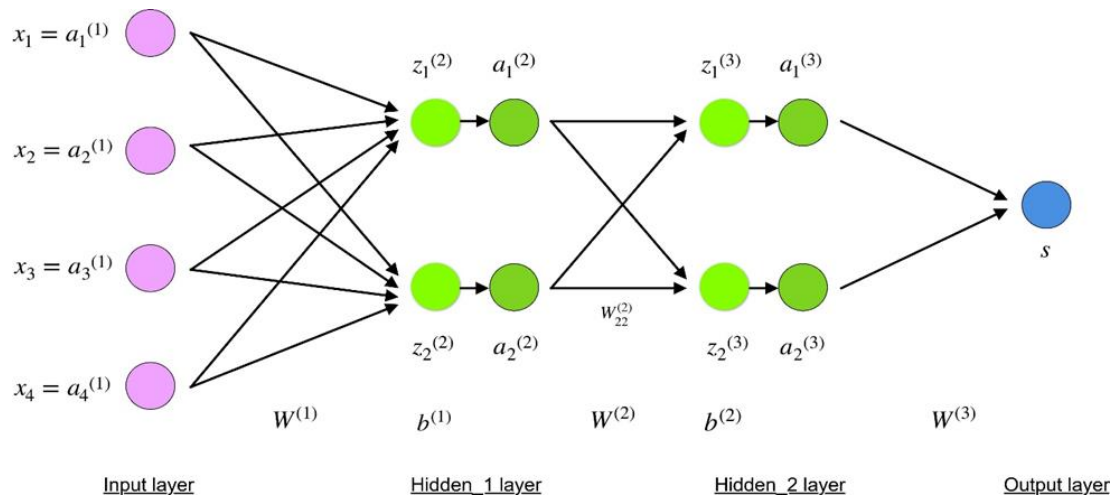 x₁ = a₁⁽¹⁾
x₂ = a₂⁽¹⁾
x₃ = a₃⁽¹⁾
x₄ = a₄⁽¹⁾
z₁⁽²⁾ a₁⁽²⁾ z₁⁽³⁾ a₁⁽³⁾
s
W₂₂⁽²⁾
z₂⁽²⁾ a₂⁽²⁾ z₂⁽³⁾ a₂⁽³⁾
W⁽¹⁾ b⁽¹⁾ W⁽²⁾ b⁽²⁾ W⁽³⁾
Input layer Hidden_1 layer Hidden_2 layer Output layer